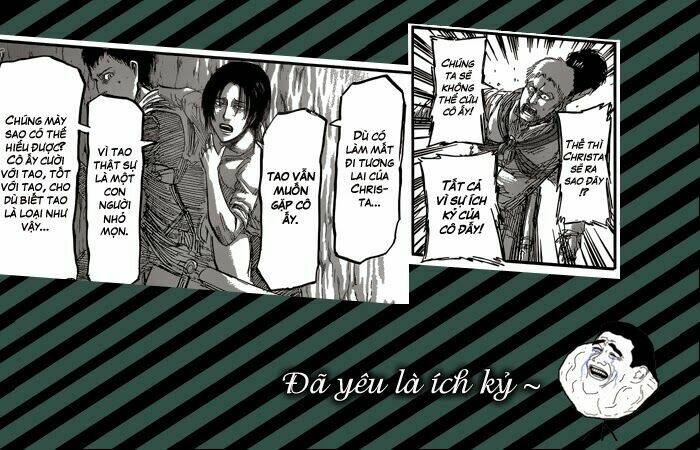 CHÚNG
TA SẼ
KHÔNG
THỂ CỨU
CÔ ẤY!
THẾ THÌ
CHRISTA
SẼ RA
SAO ĐÂY
!?
TẤT CẢ
VÌ SỰ ÍCH
KỶ CỦA
CÔ ĐẤY!
DÙ CÓ
LÀM MẤT
ĐI TƯƠNG
LAI CỦA
CHRIS-
TA...
TAO VẪN
MUỐN
GẶP CÔ
ẤY.
VÌ TAO
THẬT SỰ
LÀ MỘT
CON
NGƯỜI
NHỎ
MỌN.
CHÚNG MÀY
SAO CÓ THỂ
HIỂU ĐƯỢC?
CÔ ẤY CƯỜI
VỚI TAO, TỐT
VỚI TAO, CHO
DÙ BIẾT TAO
LÀ LOẠI NHƯ
VẬY...
Đã yêu là ích kỷ ~